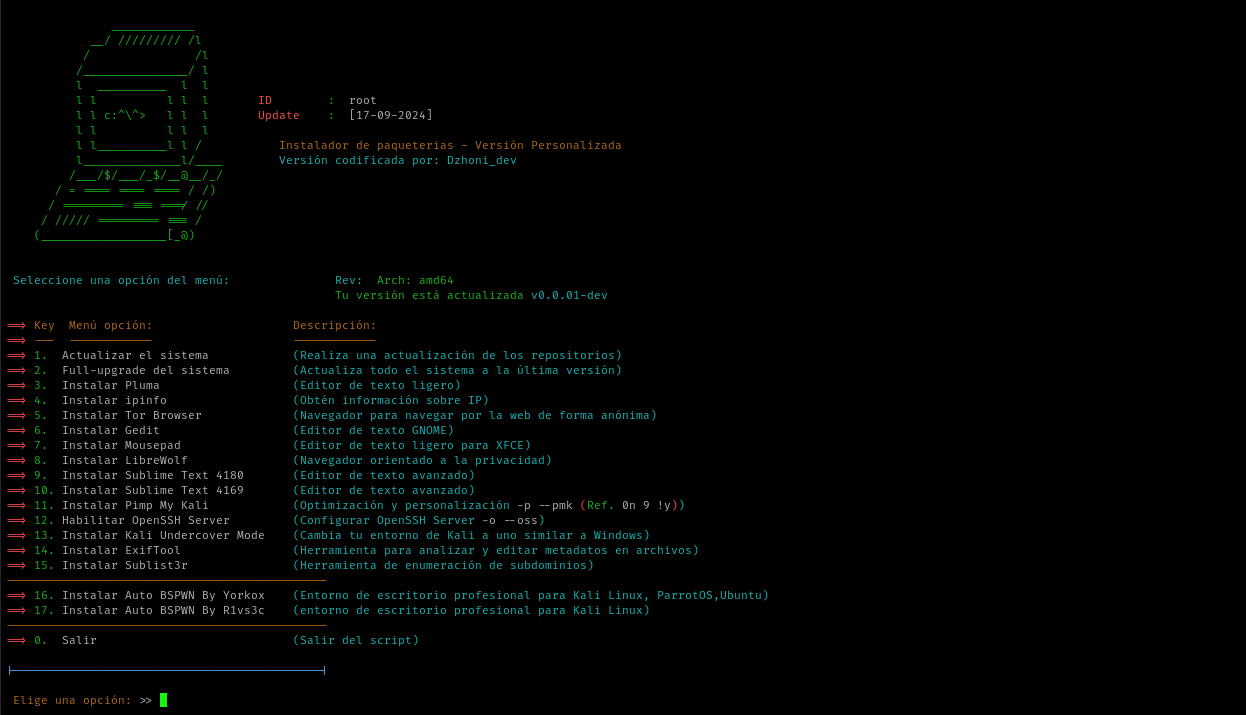 c:^\^>
ID : root
Update : [17-09-2024]
Instalador de paqueterias - Versión Personalizada
Versión codificada por: Dzhoni_dev
Seleccione una opción del menú: Rev: Arch: amd64
Tu versión está actualizada v0.0.01-dev
==> Key Menú opción: Descripción:
==> --- ------------ ------------
==> 1. Actualizar el sistema (Realiza una actualización de los repositorios)
==> 2. Full-upgrade del sistema (Actualiza todo el sistema a la última versión)
==> 3. Instalar Pluma (Editor de texto ligero)
==> 4. Instalar ipinfo (Obtén información sobre IP)
==> 5. Instalar Tor Browser (Navegador para navegar por la web de forma anónima)
==> 6. Instalar Gedit (Editor de texto GNOME)
==> 7. Instalar Mousepad (Editor de texto ligero para XFCE)
==> 8. Instalar LibreWolf (Navegador orientado a la privacidad)
==> 9. Instalar Sublime Text 4180 (Editor de texto avanzado)
==> 10. Instalar Sublime Text 4169 (Editor de texto avanzado)
==> 11. Instalar Pimp My Kali (Optimización y personalización -p --pmk (Ref. 0n 9 !y))
==> 12. Habilitar OpenSSH Server (Configurar OpenSSH Server -o --oss)
==> 13. Instalar Kali Undercover Mode (Cambia tu entorno de Kali a uno similar a Windows)
==> 14. Instalar ExifTool (Herramienta para analizar y editar metadatos en archivos)
==> 15. Instalar Sublist3r (Herramienta de enumeración de subdominios)
==> 16. Instalar Auto BSPWN By Yorkox (Entorno de escritorio profesional para Kali Linux, ParrotOS,Ubuntu)
==> 17. Instalar Auto BSPWN By R1vs3c (entorno de escritorio profesional para Kali Linux)
==> 0. Salir (Salir del script)
Elige una opción: >>